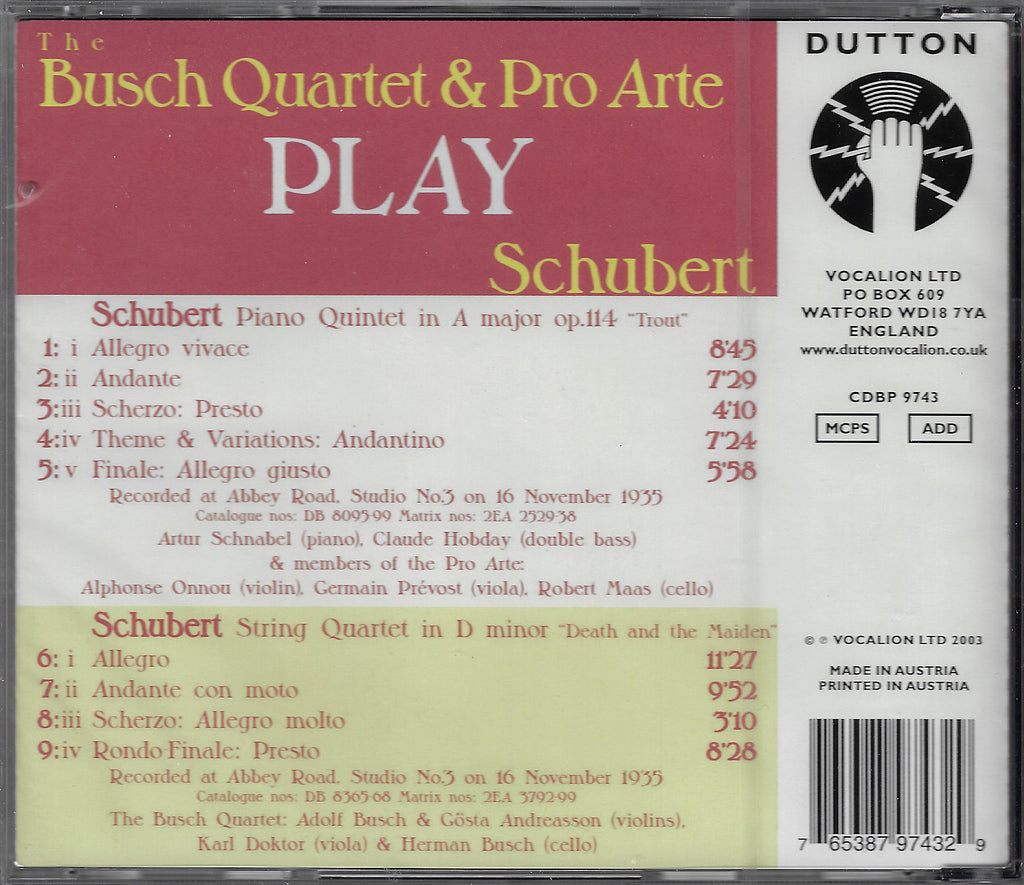 The
Busch Quartet & Pro Arte
PLAY
Schubert
Schubert Piano Quintet in A major op.114 "Trout"
1: i Allegro vivace 8'45
2: ii Andante 7'29
3: iii Scherzo: Presto 4'10
4: iv Theme & Variations: Andantino 7'24
5: v Finale: Allegro giusto 5'58
Recorded at Abbey Road, Studio No.3 on 16 November 1935
Catalogue nos: DB 8095-99 Matrix nos: 2EA 2529-38
Artur Schnabel (piano), Claude Hobday (double bass)
& members of the Pro Arte:
Alphonse Onnou (violin), Germain Prévost (viola), Robert Maas (cello)
Schubert String Quartet in D minor "Death and the Maiden"
6: i Allegro 11'27
7: ii Andante con moto 9'52
8: iii Scherzo: Allegro molto 3'10
9: iv Rondo-Finale: Presto 8'28
Recorded at Abbey Road, Studio No.3 on 16 November 1935
Catalogue nos: DB 8365-68 Matrix nos: 2EA 3792-99
The Busch Quartet: Adolf Busch & Gösta Andreasson (violins),
Karl Doktor (viola) & Herman Busch (cello)
DUTTON
VOCALION LTD
PO BOX 609
WATFORD WD18 7YA
ENGLAND
www.duttonvocalion.co.uk
CDBP 9743
MCPS ADD
© ℗ VOCALION LTD 2003
MADE IN AUSTRIA
PRINTED IN AUSTRIA
7 65387 97432 9